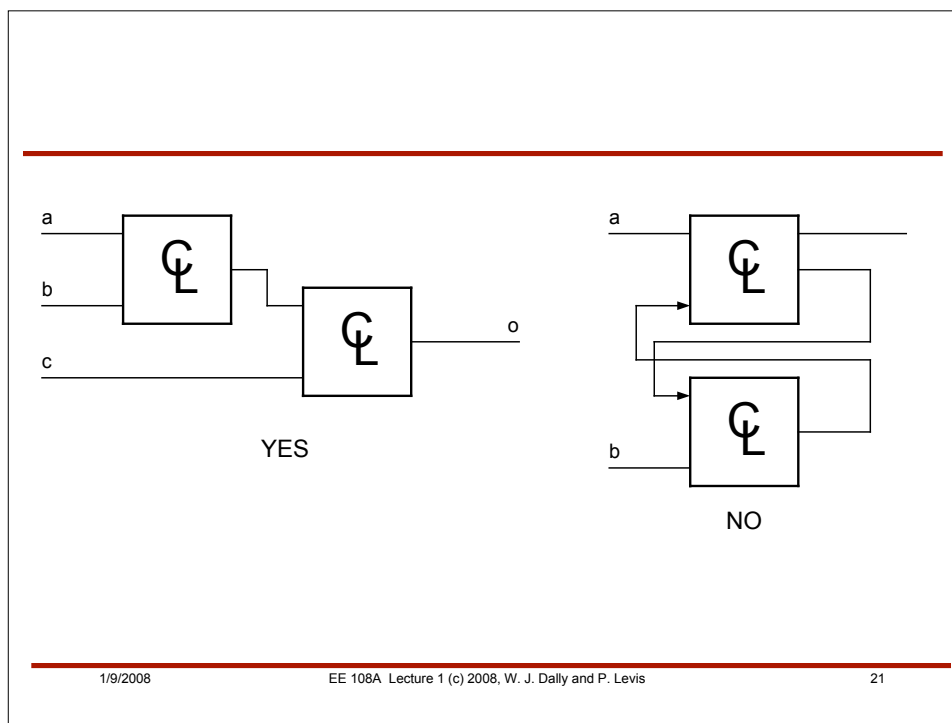 a
b
c
CL
CL
o
YES
a
b
CL
CL
NO
1/9/2008
EE 108A Lecture 1 (c) 2008, W. J. Dally and P. Levis
21